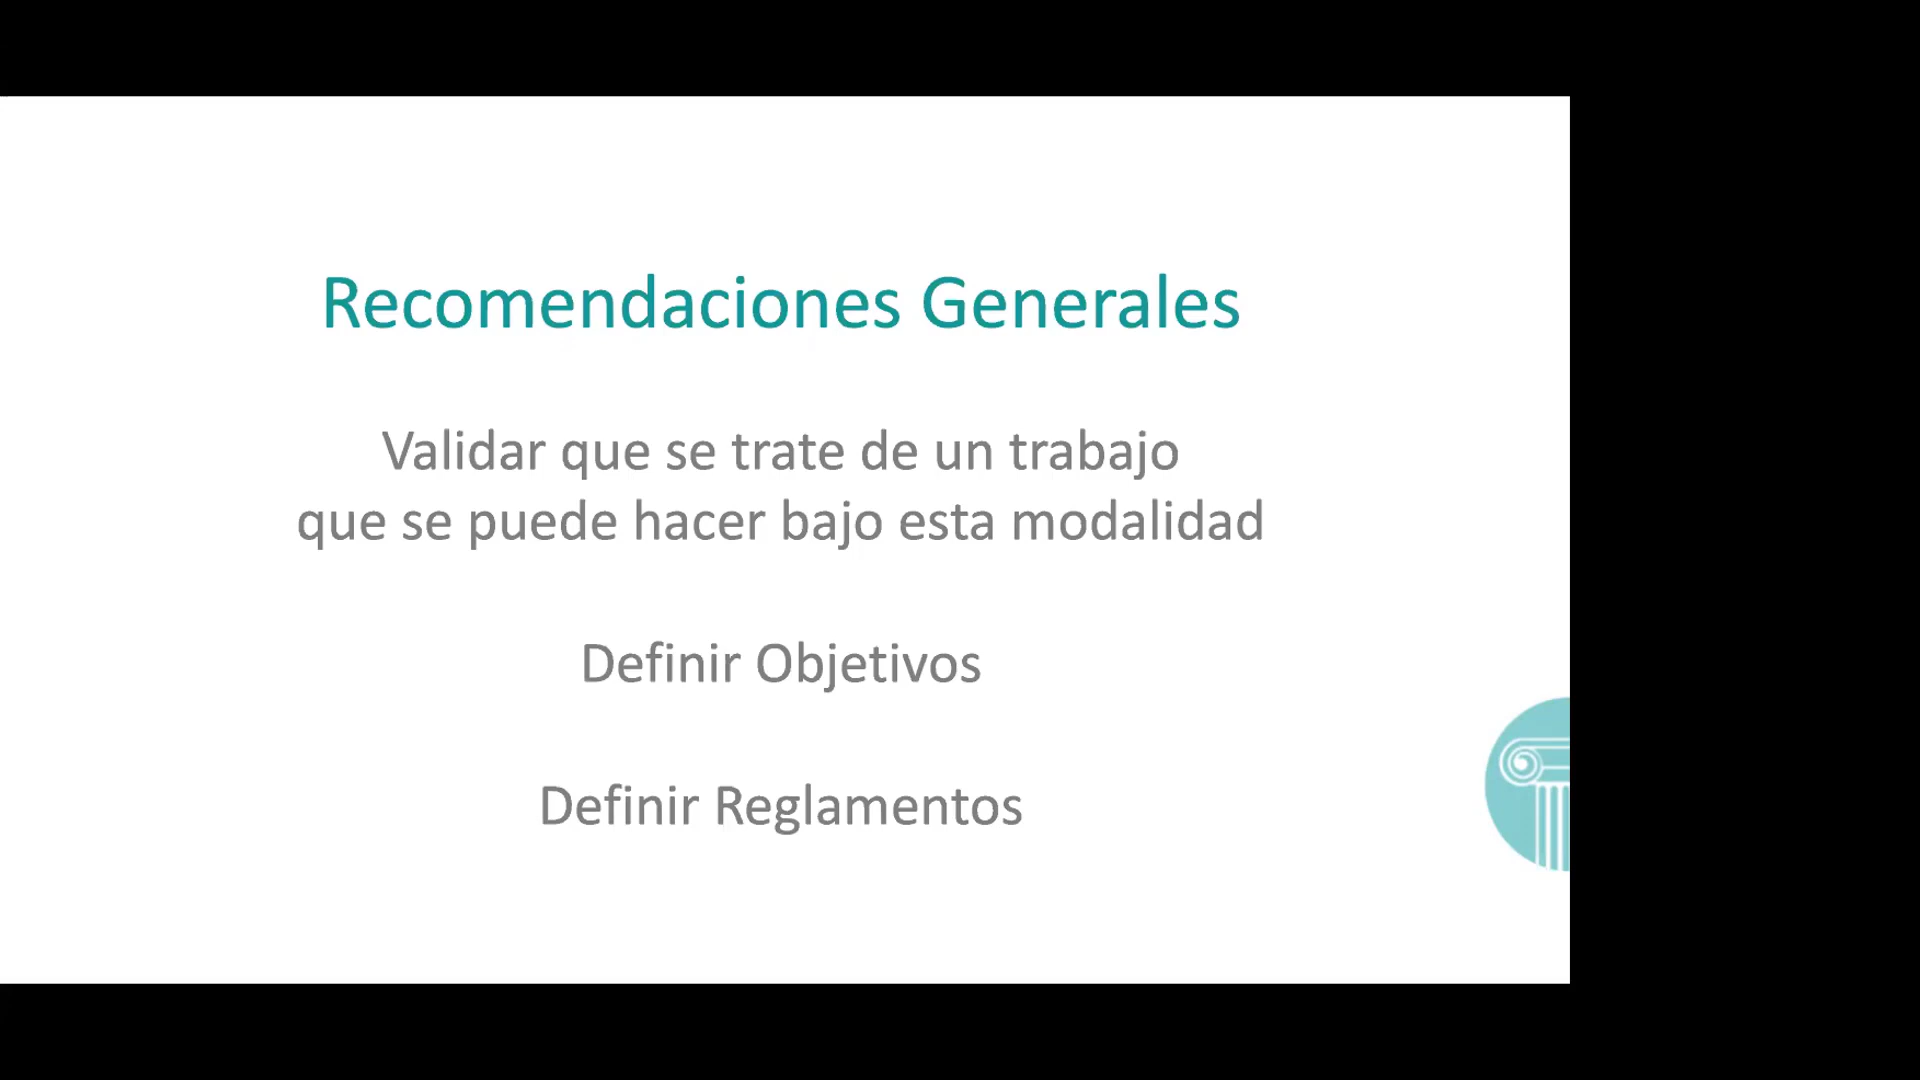 Recomendaciones Generales
Validar que se trate de un trabajo
que se puede hacer bajo esta modalidad
Definir Objetivos
Definir Reglamentos